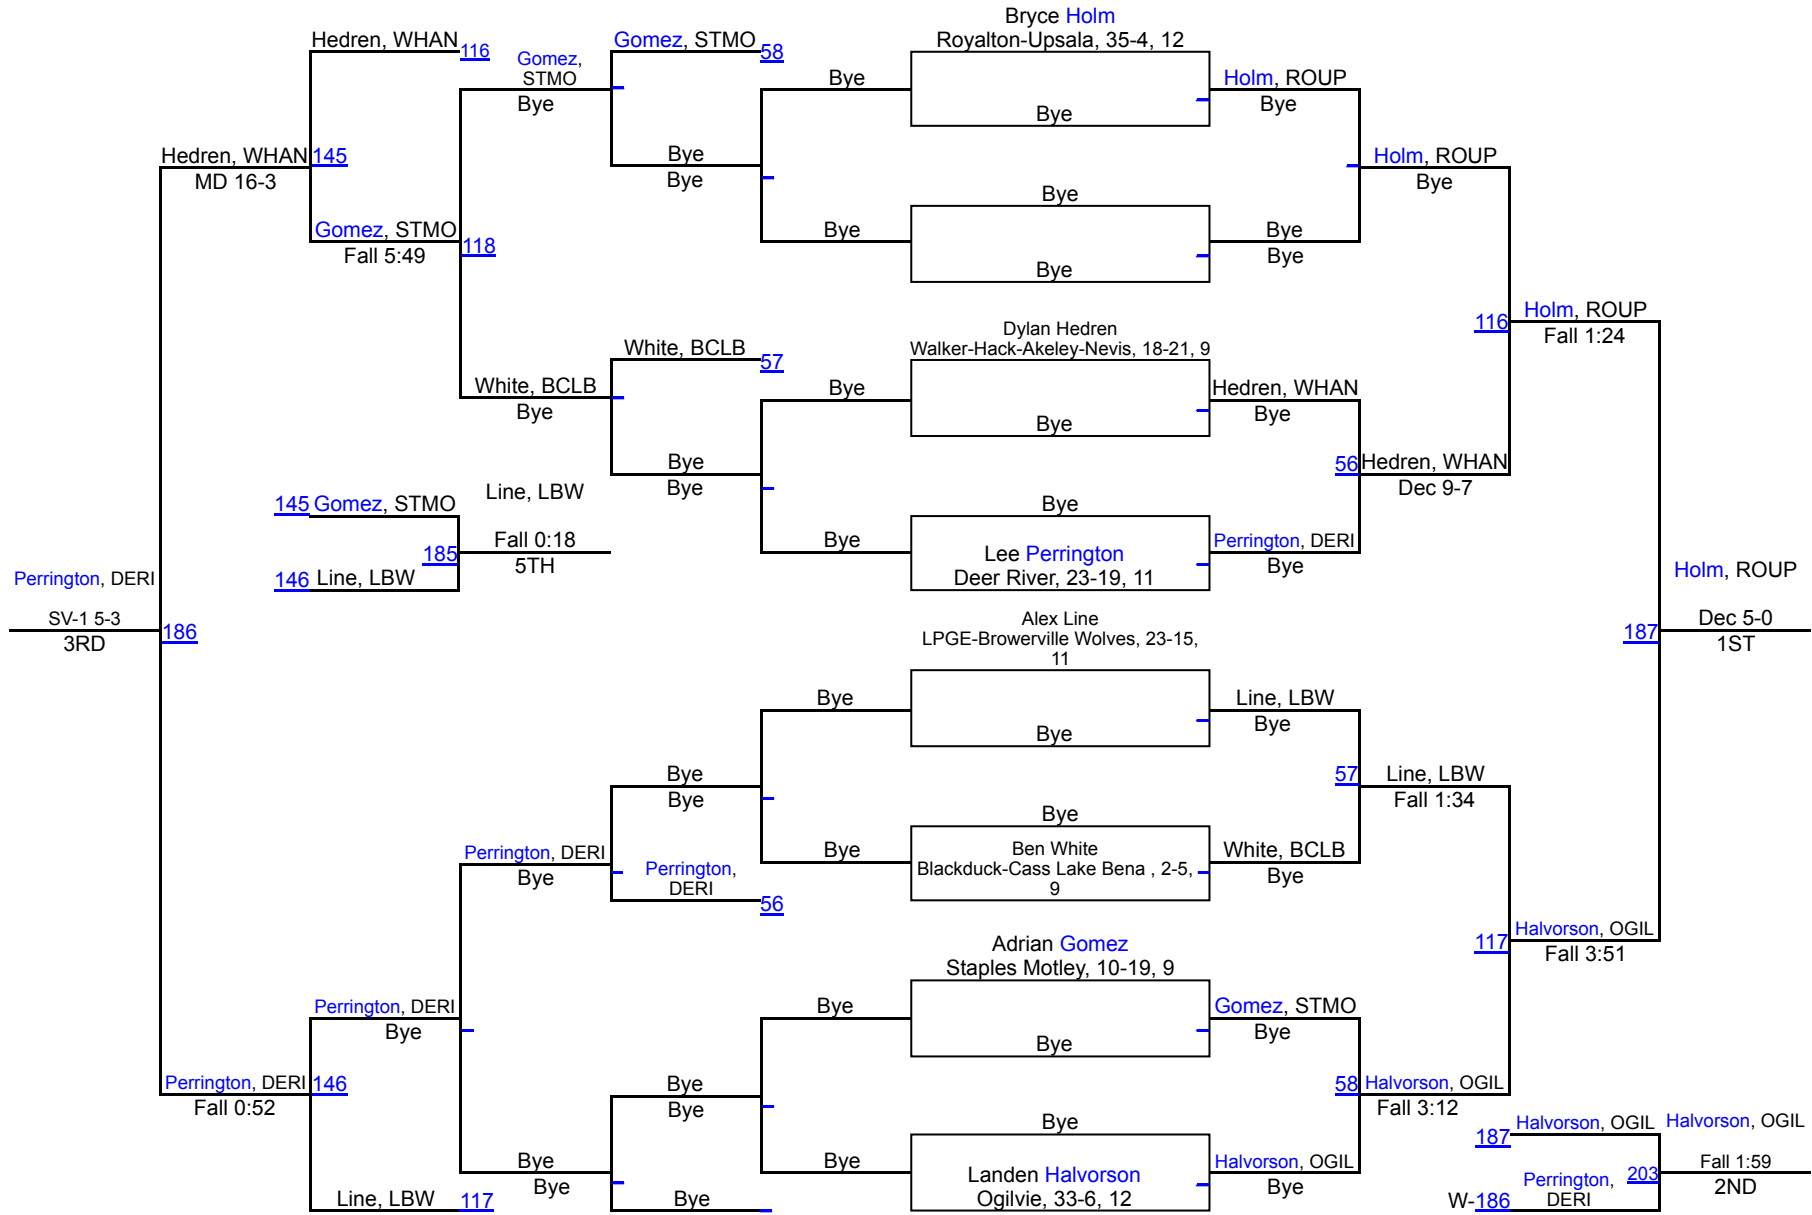 Bryce Holm
Royalton-Upsala, 35-4, 12
Bye
Bye
Bye
Dylan Hedren
Walker-Hack-Akeley-Nevis, 18-21, 9
Bye
Bye
Lee Perrington
Deer River, 23-19, 11
Alex Line
LPGE-Browerville Wolves, 23-15,
11
Bye
Bye
Ben White
Blackduck-Cass Lake Bena , 2-5,
9
Adrian Gomez
Staples Motley, 10-19, 9
Bye
Bye
Landen Halvorson
Ogilvie, 33-6, 12
Holm, ROUP
Bye
Bye
Bye
Hedren, WHAN
Bye
Perrington, DERI
Bye
Line, LBW
Bye
White, BCLB
Bye
Gomez, STMO
Bye
Halvorson, OGIL
Bye
Holm, ROUP
Bye
56
Hedren, WHAN
Dec 9-7
57
Line, LBW
Fall 1:34
58
Halvorson, OGIL
Fall 3:12
116
Holm, ROUP
Fall 1:24
117
Halvorson, OGIL
Fall 3:51
187
Holm, ROUP
Dec 5-0
1ST
187
Halvorson, OGIL
W-186
Perrington,
DERI
203
Halvorson, OGIL
Fall 1:59
2ND
Bye
Bye
Bye
Bye
Bye
Bye
Bye
Bye
Gomez, STMO
58
Bye
Bye
White, BCLB
57
Bye
Bye
Bye
Bye
Perrington,
DERI
56
Bye
Bye
Bye
Gomez,
STMO
Bye
White, BCLB
Bye
Perrington, DERI
Bye
Bye
Bye
Hedren, WHAN
116
Gomez, STMO
Fall 5:49
118
Perrington, DERI
Bye
Line, LBW
117
Hedren, WHAN
MD 16-3
145
Perrington, DERI
Fall 0:52
146
145
Gomez, STMO
146
Line, LBW
185
Line, LBW
Fall 0:18
5TH
Perrington, DERI
SV-1 5-3
3RD
186